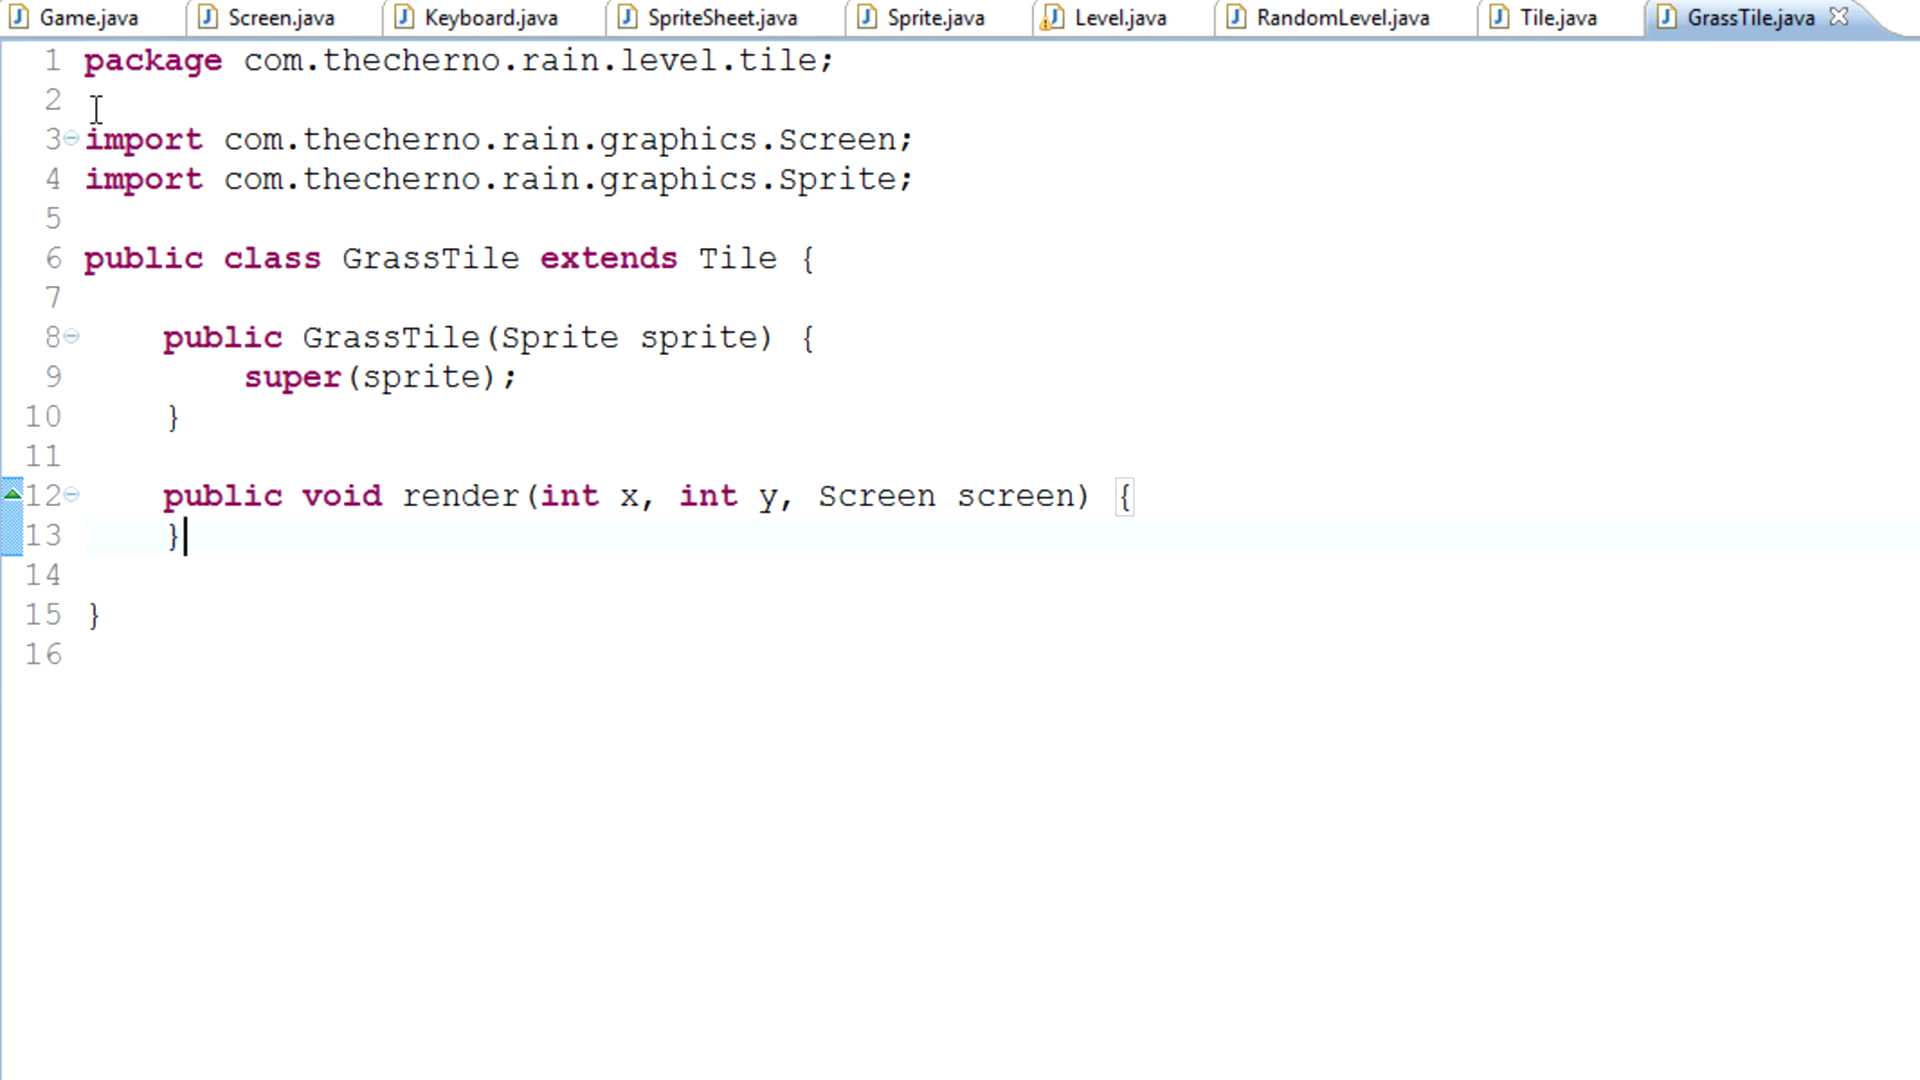 Game.java Screen.java Keyboard.java SpriteSheet.java Sprite.java Level.java RandomLevel.java Tile.java GrassTile.java
1 package com.thecherno.rain.level.tile;
2
3 import com.thecherno.rain.graphics.Screen;
4 import com.thecherno.rain.graphics.Sprite;
5
6 public class GrassTile extends Tile {
7
8 public GrassTile(Sprite sprite) {
9 super(sprite);
10 }
11
12 public void render(int x, int y, Screen screen) {
13 }
14
15 }
16